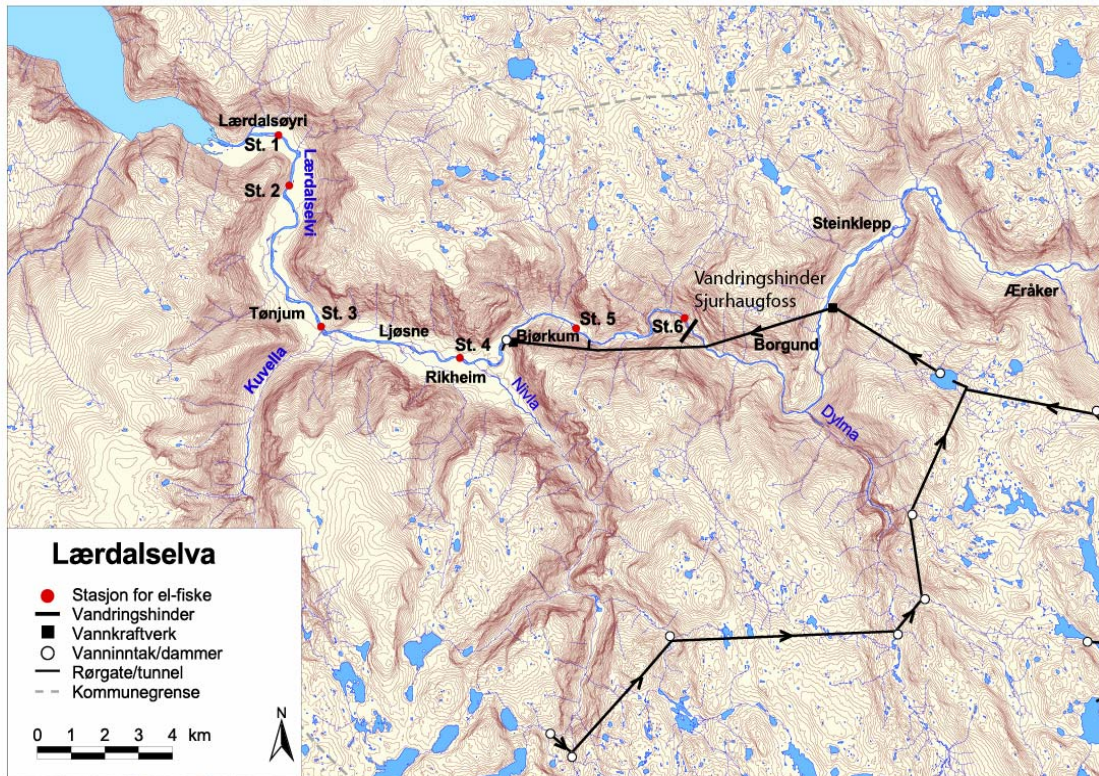 Lærdalsøyri
St. 1
St. 2
Lærdalselvi
Steinklepp
Vandringshinder
Sjurhaugfoss
Æråker
Tønjum
St. 3
Ljøsne
St. 4
Bjørkum
St. 5
St.6
Borgund
Rikheim
Kuvella
Nivla
Dylma
Lærdalselva
Stasjon for el-fiske
Vandringshinder
Vannkraftverk
Vanninntak/dammer
Rørgate/tunnel
Kommunegrense
0 1 2 3 4 km
N